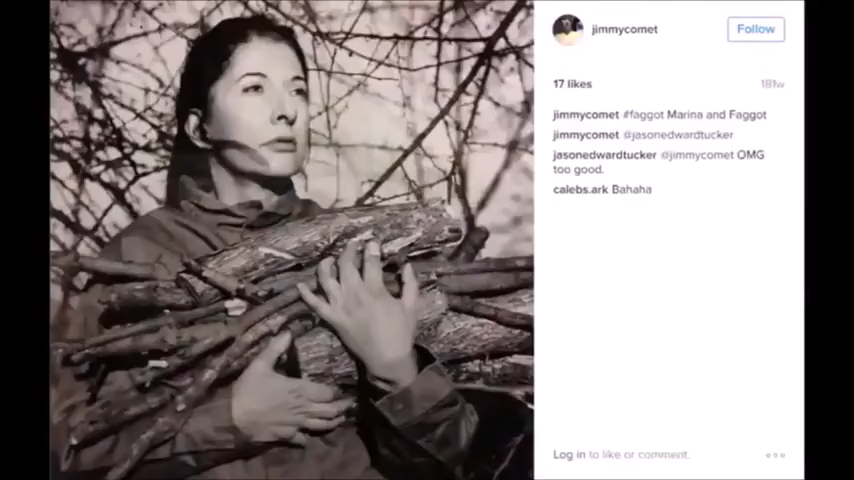 jimmycomet
Follow
17 likes
181w
jimmycomet #faggot Marina and Faggot
jimmycomet @jasonedwardtucker
jasonedwardtucker @jimmycomet OMG
too good.
calebs.ark Bahaha
Log in to like or comment.